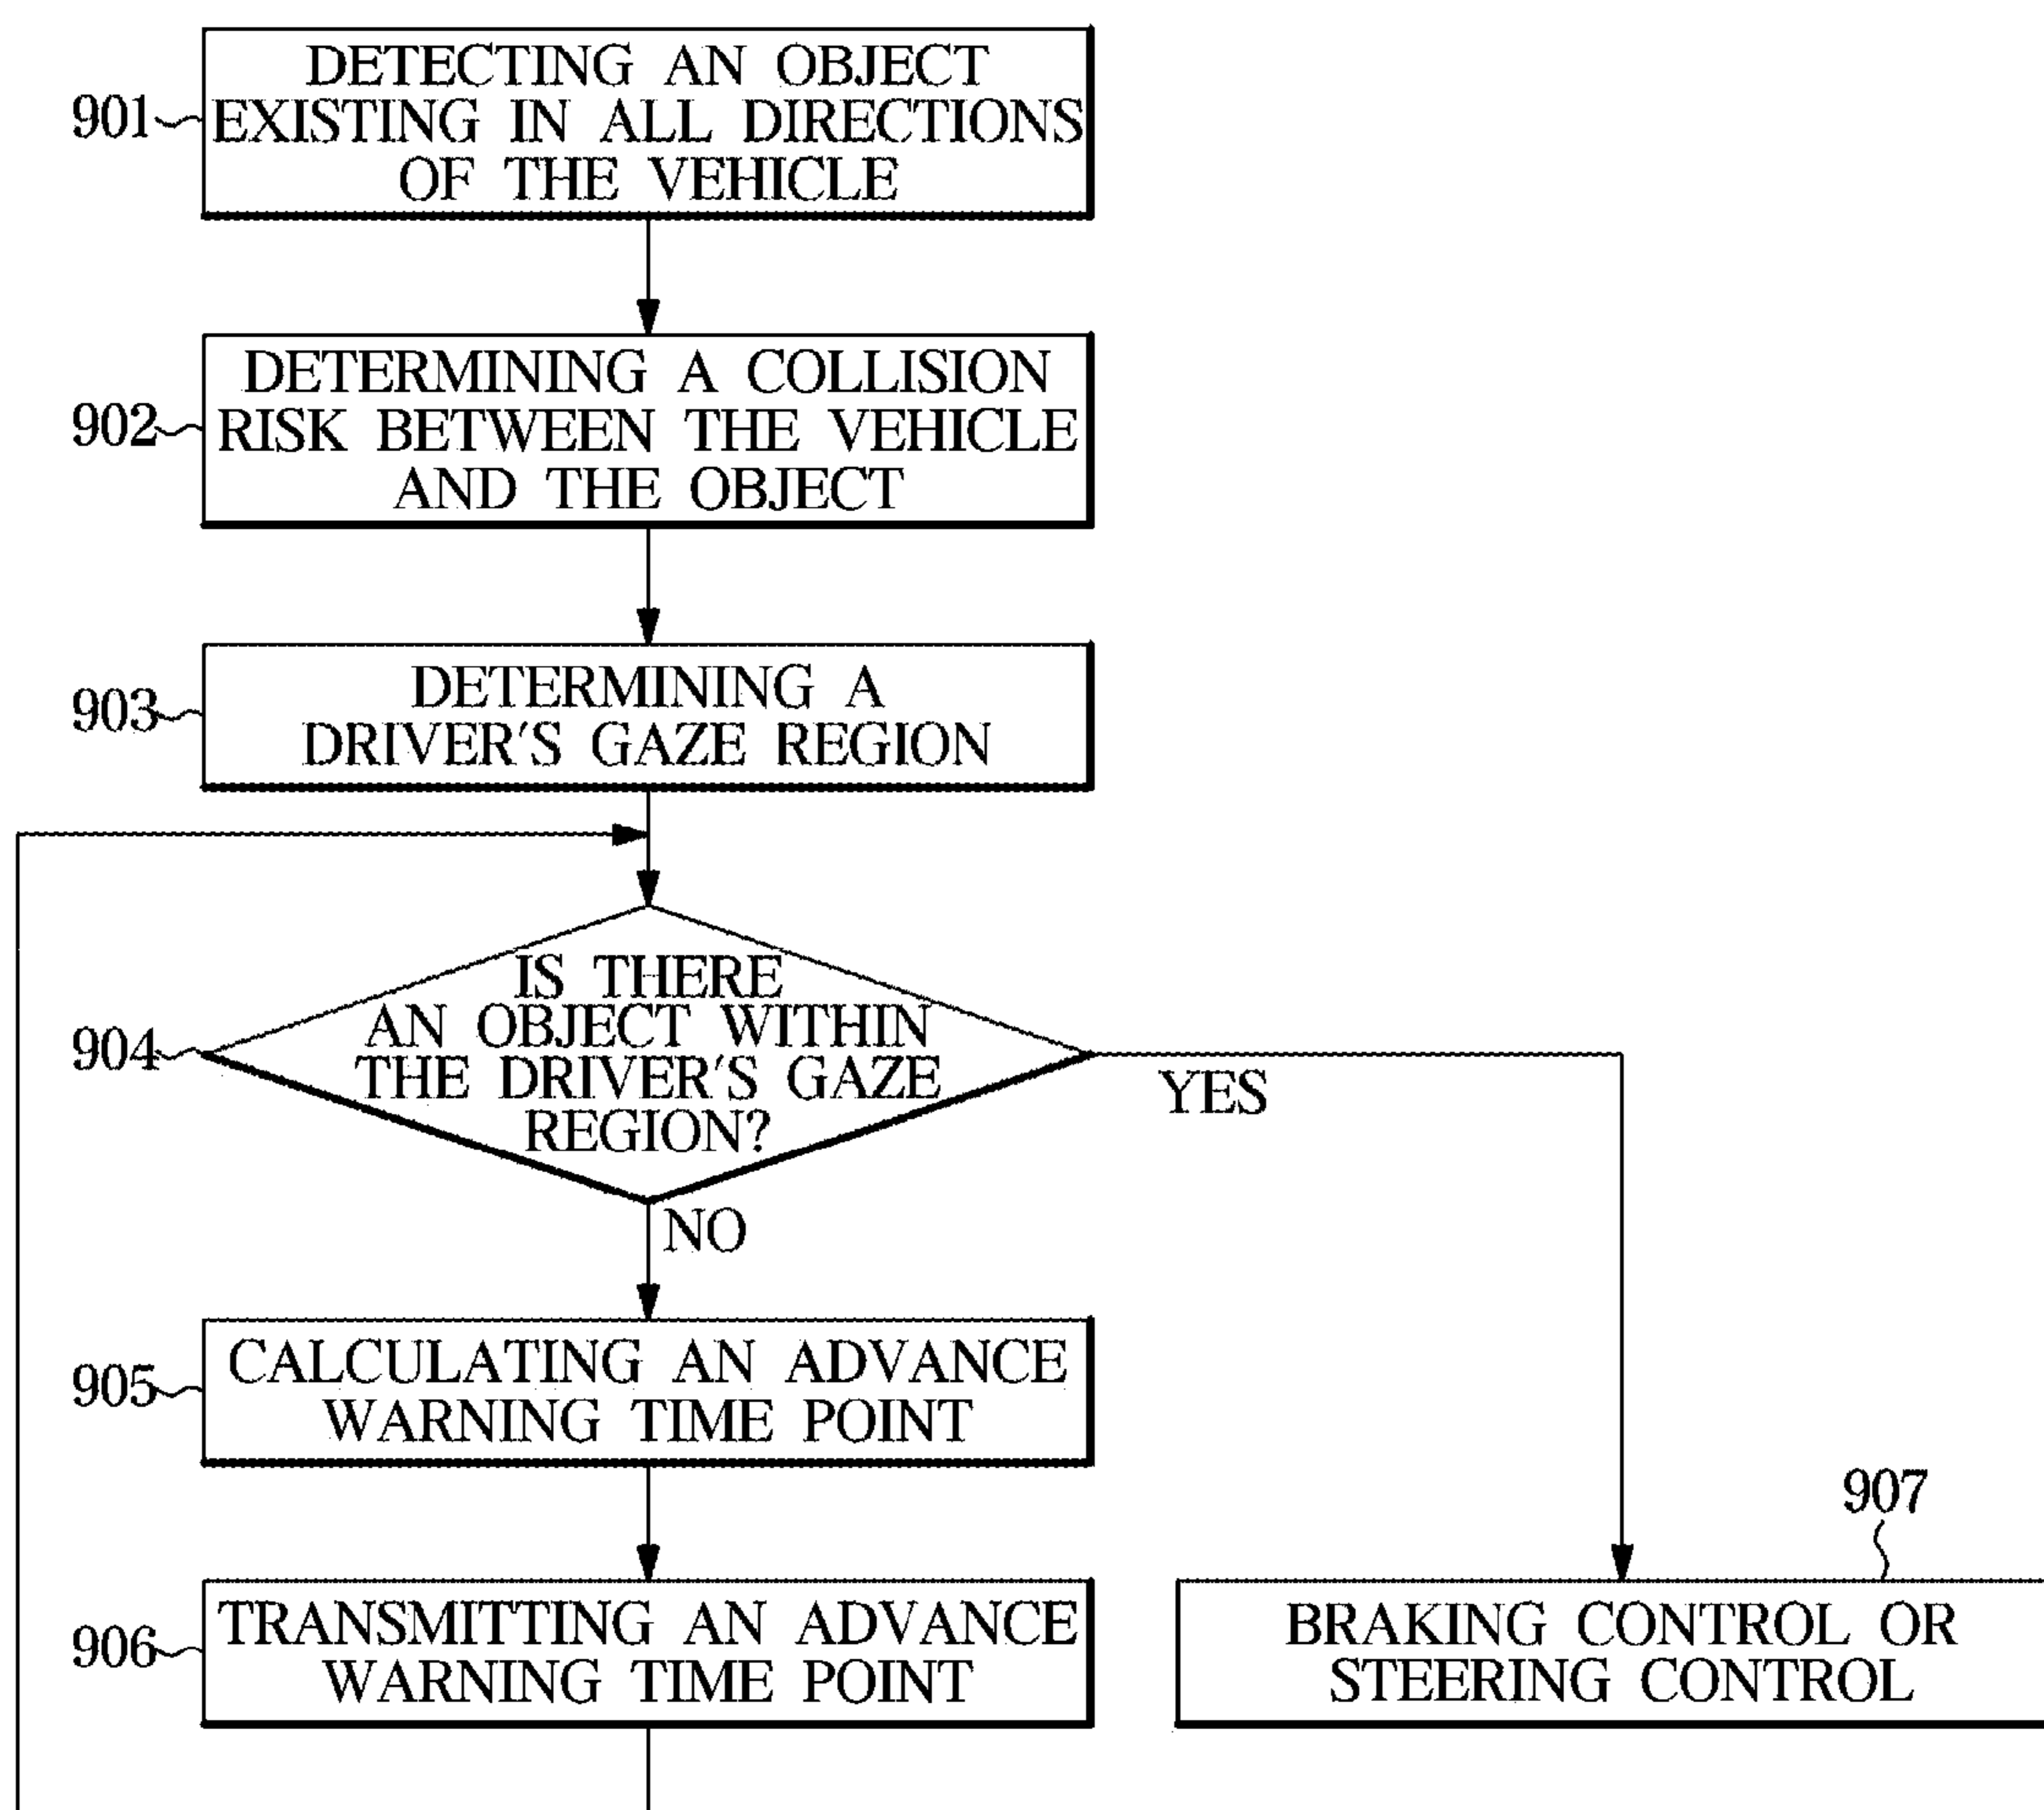 901
DETECTING AN OBJECT
EXISTING IN ALL DIRECTIONS
OF THE VEHICLE
902
DETERMINING A COLLISION
RISK BETWEEN THE VEHICLE
AND THE OBJECT
903
DETERMINING A
DRIVER'S GAZE REGION
904
IS THERE
AN OBJECT WITHIN
THE DRIVER'S GAZE
REGION?
YES
NO
905
CALCULATING AN ADVANCE
WARNING TIME POINT
906
TRANSMITTING AN ADVANCE
WARNING TIME POINT
907
BRAKING CONTROL OR
STEERING CONTROL